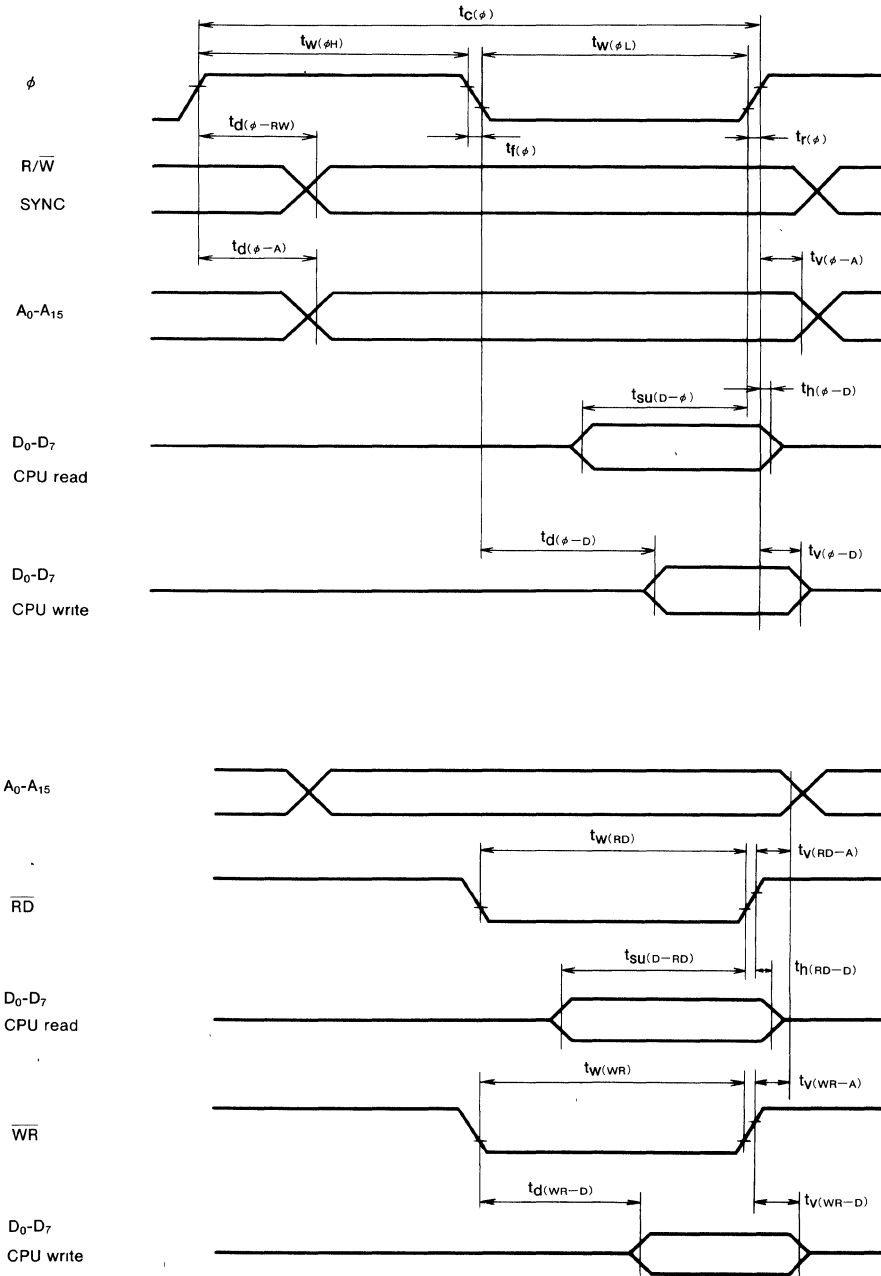 tc(ϕ)
tw(ϕH)
tw(ϕL)
ϕ
td(ϕ−RW)
tf(ϕ)
tr(ϕ)
R/W̅
SYNC
td(ϕ−A)
tv(ϕ−A)
A₀-A₁₅
tsu(D−ϕ)
th(ϕ−D)
D₀-D₇
CPU read
td(ϕ−D)
tv(ϕ−D)
D₀-D₇
CPU write
A₀-A₁₅
tw(RD)
tv(RD−A)
R̅D̅
tsu(D−RD)
th(RD−D)
D₀-D₇
CPU read
tw(WR)
tv(WR−A)
W̅R̅
td(WR−D)
tv(WR−D)
D₀-D₇
CPU write